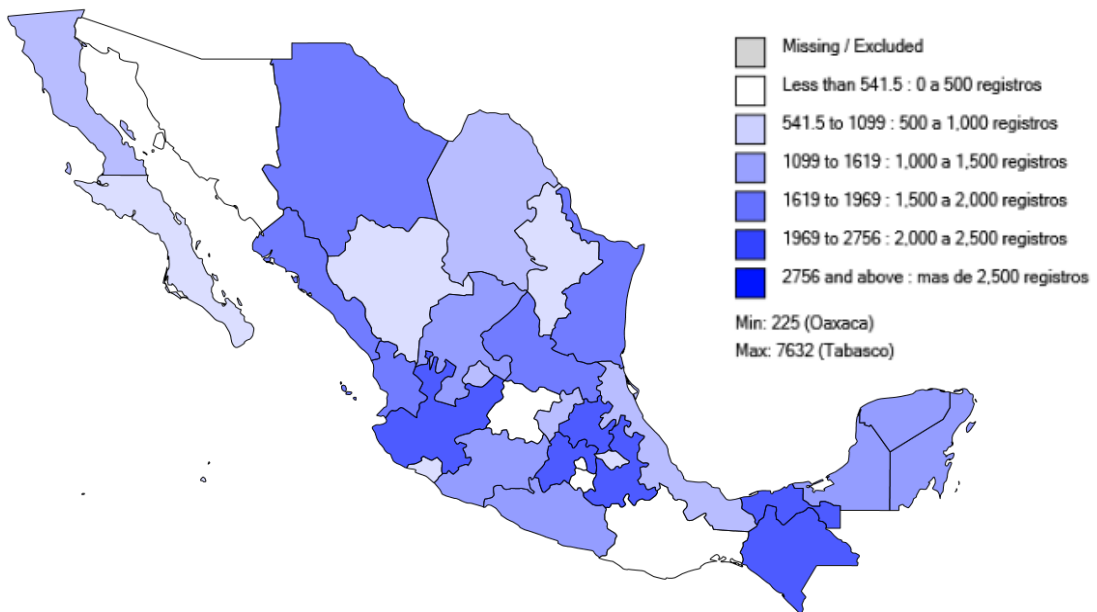 Missing / Excluded
Less than 541.5 : 0 a 500 registros
541.5 to 1099 : 500 a 1,000 registros
1099 to 1619 : 1,000 a 1,500 registros
1619 to 1969 : 1,500 a 2,000 registros
1969 to 2756 : 2,000 a 2,500 registros
2756 and above : mas de 2,500 registros
Min: 225 (Oaxaca)
Max: 7632 (Tabasco)